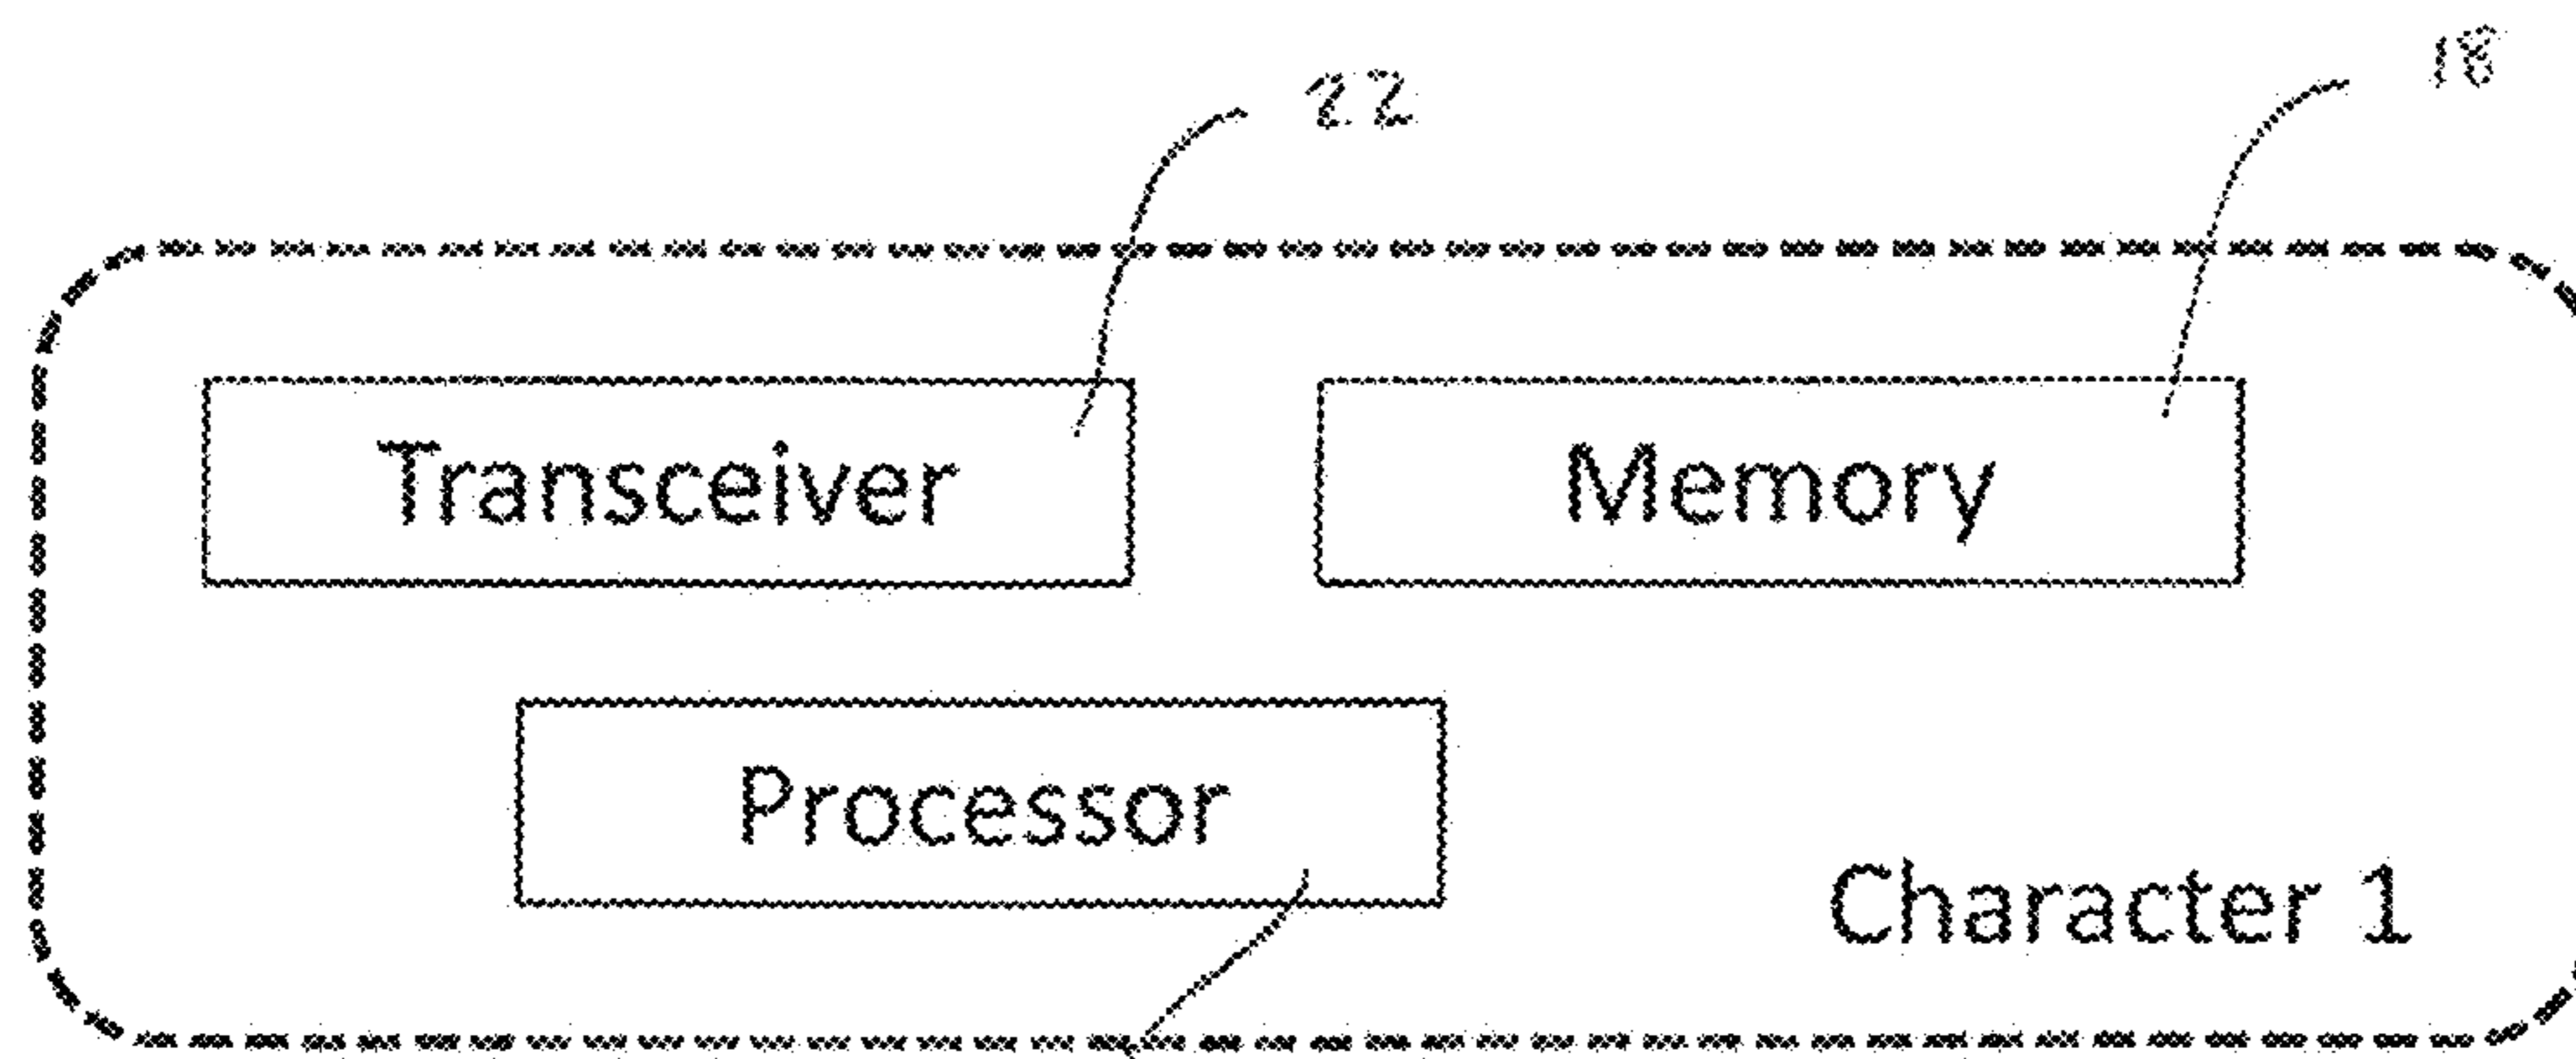 22
18
Transceiver
Memory
Processor
Character 1